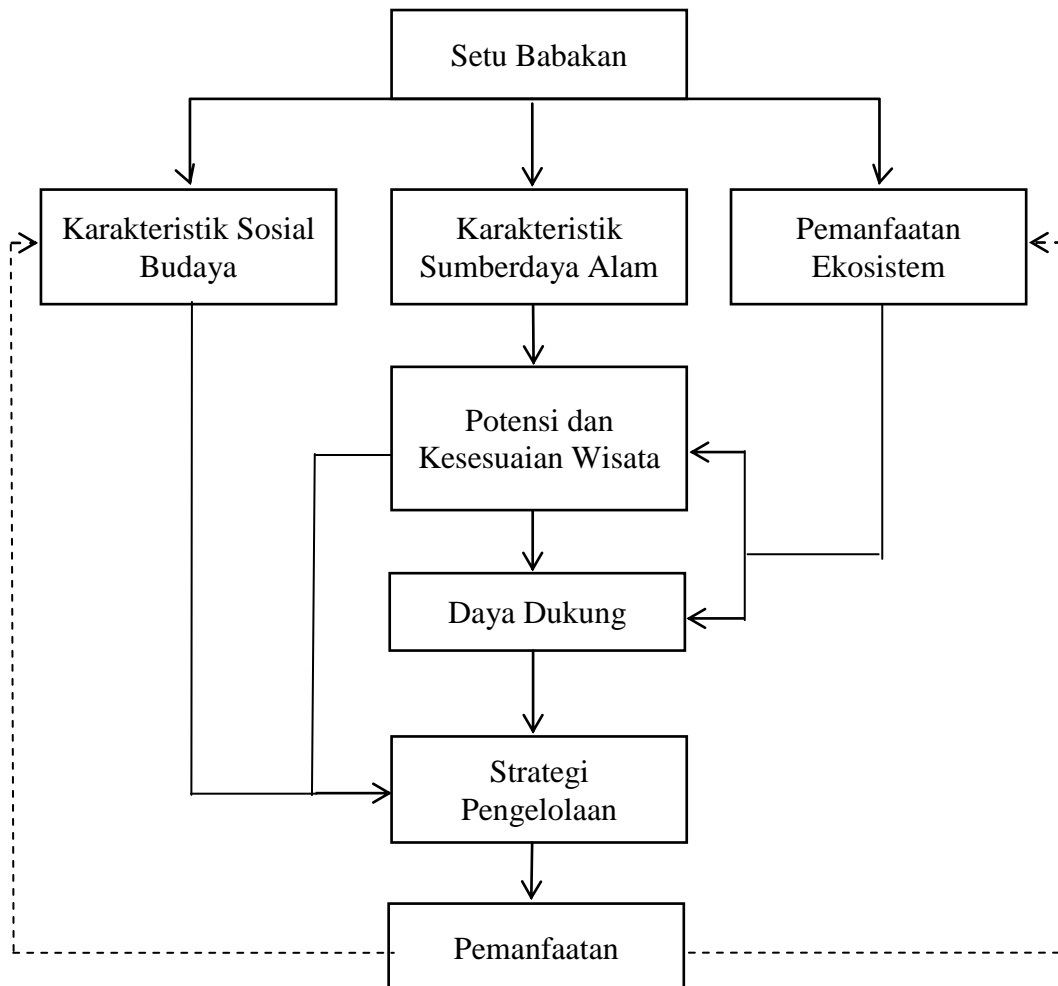 Setu Babakan
Karakteristik Sosial
Budaya
Karakteristik
Sumberdaya Alam
Pemanfaatan
Ekosistem
Potensi dan
Kesesuaian Wisata
Daya Dukung
Strategi
Pengelolaan
Pemanfaatan